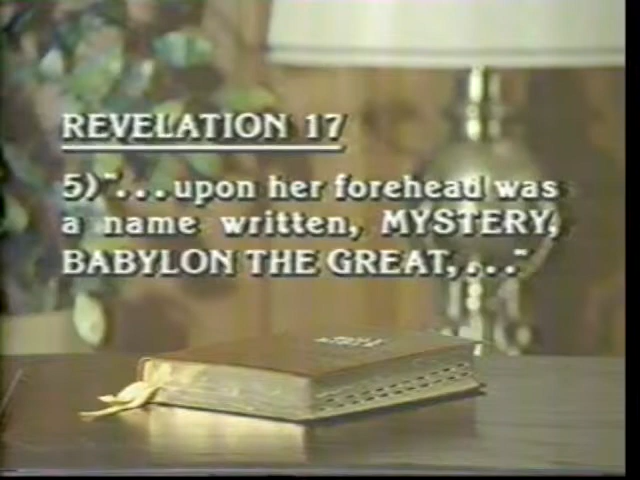 REVELATION 17
5)"...upon her forehead was
a name written, MYSTERY,
BABYLON THE GREAT,..."